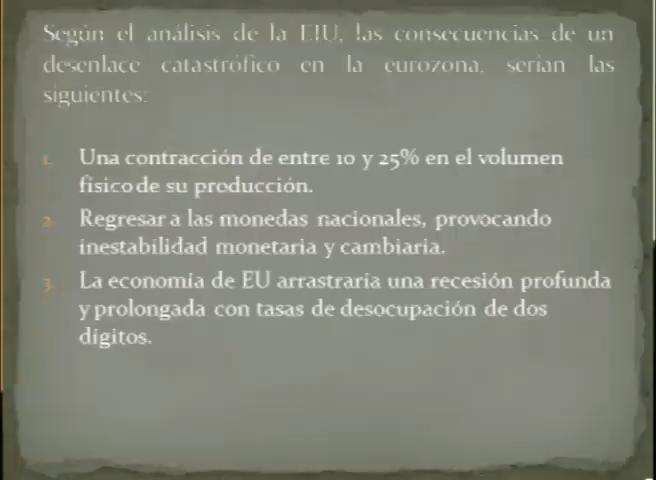 Según el análisis de la EIU, las consecuencias de un
desenlace catastrófico en la eurozona, serían las
siguientes:
1. Una contracción de entre 10 y 25% en el volumen
físico de su producción.
2. Regresar a las monedas nacionales, provocando
inestabilidad monetaria y cambiaria.
3. La economía de EU arrastraría una recesión profunda
y prolongada con tasas de desocupación de dos
dígitos.